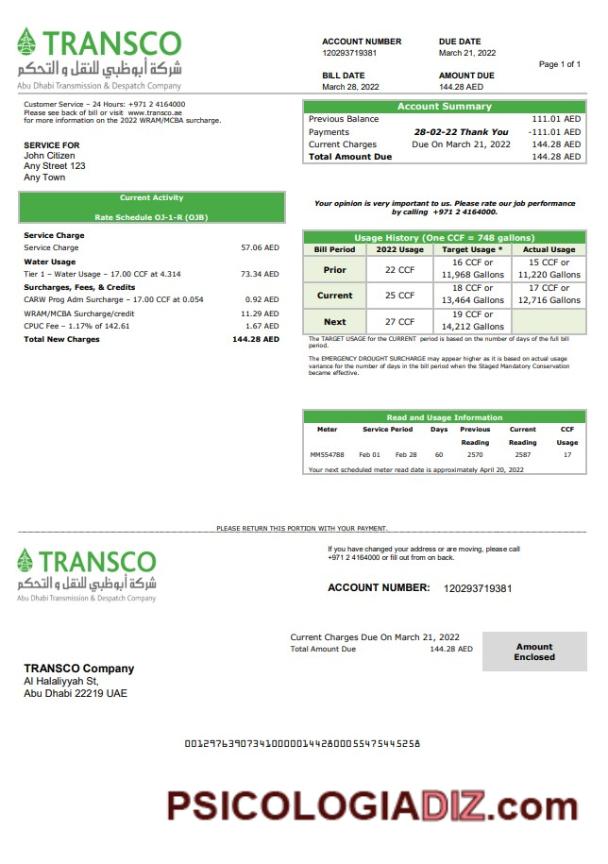 TRANSCO
شركة أبوظبي للنقل و التحكم
Abu Dhabi Transmission & Despatch Company
ACCOUNT NUMBER DUE DATE
120293719381 March 21, 2022
Page 1 of 1
BILL DATE AMOUNT DUE
March 28, 2022 144.28 AED
Customer Service – 24 Hours: +971 2 4164000
Please see back of bill or visit www.transco.ae
for more information on the 2022 WRAM/MCBA surcharge.
SERVICE FOR
John Citizen
Any Street 123
Any Town
Account Summary
Previous Balance 111.01 AED
Payments 28-02-22 Thank You -111.01 AED
Current Charges Due On March 21, 2022 144.28 AED
Total Amount Due 144.28 AED
Current Activity
Rate Schedule OJ-1-R (OJB)
Service Charge
Service Charge 57.06 AED
Water Usage
Tier 1 – Water Usage – 17.00 CCF at 4.314 73.34 AED
Surcharges, Fees, & Credits
CARW Prog Adm Surcharge – 17.00 CCF at 0.054 0.92 AED
WRAM/MCBA Surcharge/credit 11.29 AED
CPUC Fee – 1.17% of 142.61 1.67 AED
Total New Charges 144.28 AED
Your opinion is very important to us. Please rate our job performance
by calling +971 2 4164000.
Usage History (One CCF = 748 gallons)
Bill Period 2022 Usage Target Usage * Actual Usage
Prior 22 CCF 16 CCF or 11,968 Gallons 15 CCF or 11,220 Gallons
Current 25 CCF 18 CCF or 13,464 Gallons 17 CCF or 12,716 Gallons
Next 27 CCF 19 CCF or 14,212 Gallons
The TARGET USAGE for the CURRENT period is based on the number of days of the full bill
period.
The EMERGENCY DROUGHT SURCHARGE may appear higher as it is based on actual usage
variance for the number of days in the bill period when the Staged Mandatory Conservation
became effective.
Read and Usage Information
Meter Service Period Days Previous Current CCF
Reading Reading Usage
MM554788 Feb 01 Feb 28 60 2570 2587 17
Your next scheduled meter read date is approximately April 20, 2022
PLEASE RETURN THIS PORTION WITH YOUR PAYMENT.
TRANSCO
شركة أبوظبي للنقل و التحكم
Abu Dhabi Transmission & Despatch Company
If you have changed your address or are moving, please call
+971 2 4164000 or fill out from on back.
ACCOUNT NUMBER: 120293719381
Current Charges Due On March 21, 2022
Total Amount Due 144.28 AED
Amount
Enclosed
TRANSCO Company
Al Halaliyyah St,
Abu Dhabi 22219 UAE
00129763907341000001442800055475445258
PSICOLOGIADIZ.com